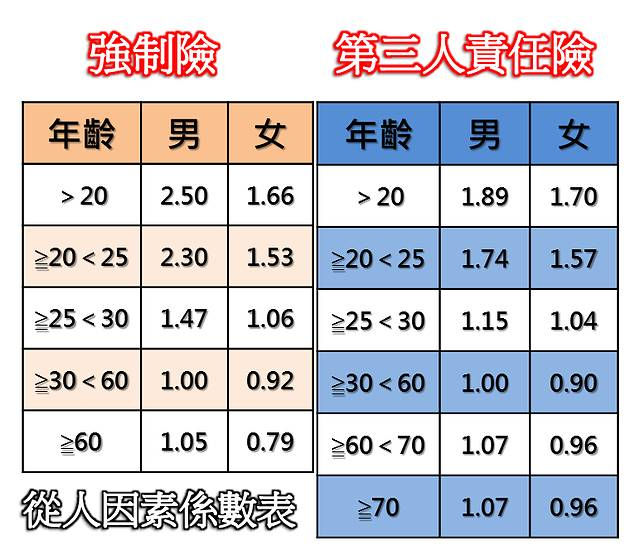 強制險
年齡 男 女
＞20 2.50 1.66
≧20＜25 2.30 1.53
≧25＜30 1.47 1.06
≧30＜60 1.00 0.92
≧60 1.05 0.79
從人因素係數表
第三人責任險
年齡 男 女
＞20 1.89 1.70
≧20＜25 1.74 1.57
≧25＜30 1.15 1.04
≧30＜60 1.00 0.90
≧60＜70 1.07 0.96
≧70 1.07 0.96